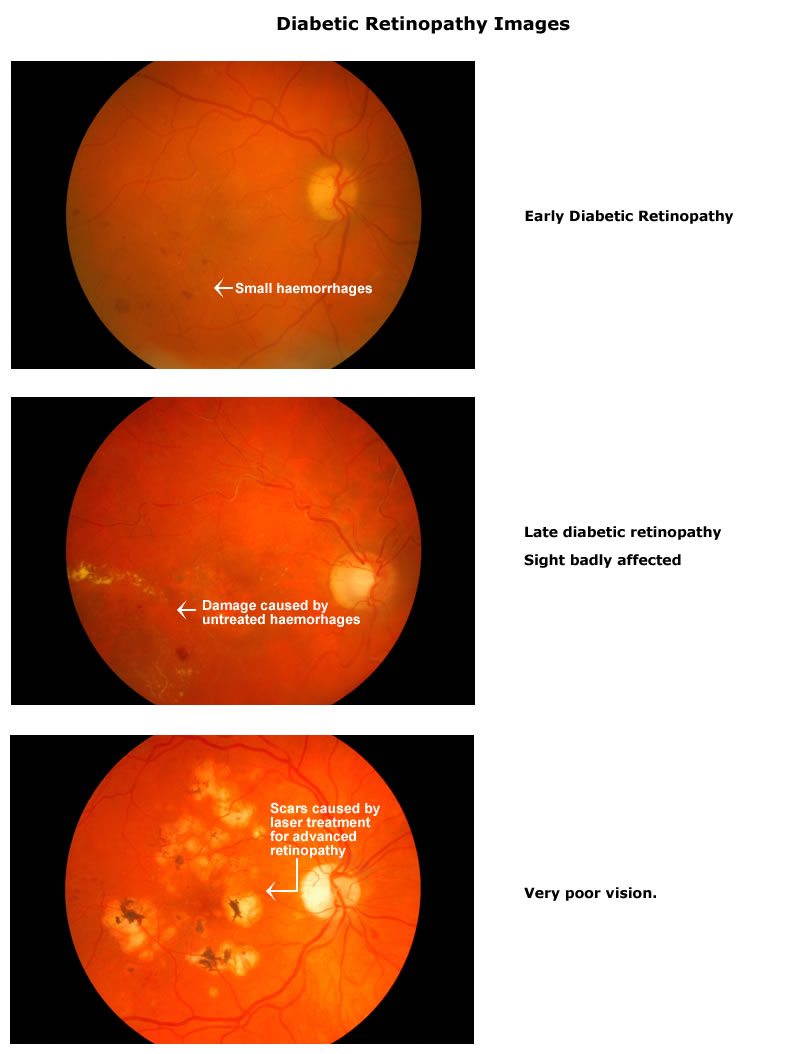 Diabetic Retinopathy Images
Small haemorrhages
Early Diabetic Retinopathy
Damage caused by
untreated haemorhages
Late diabetic retinopathy
Sight badly affected
Scars caused by
laser treatment
for advanced
retinopathy
Very poor vision.